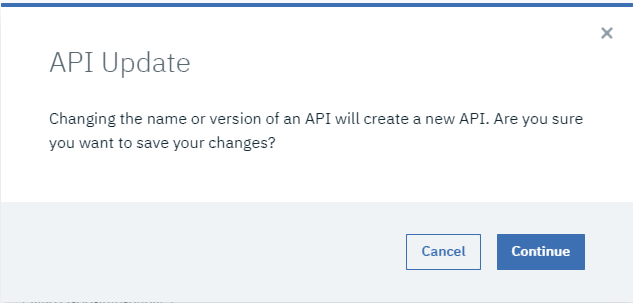 API Update
Changing the name or version of an API will create a new API. Are you sure
you want to save your changes?
Cancel
Continue